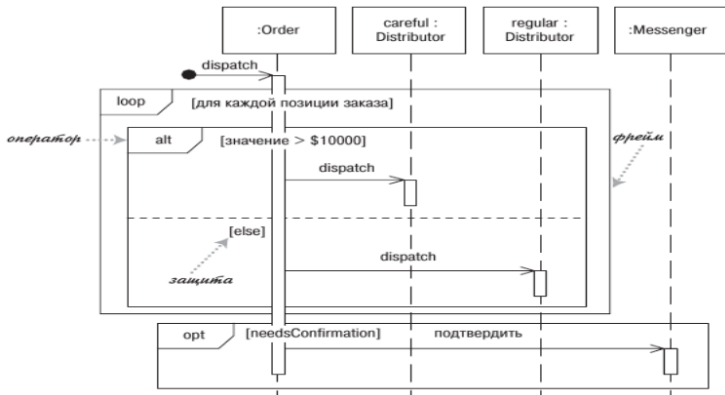 :Order
careful :
Distributor
regular :
Distributor
:Messenger
dispatch
loop
[для каждой позиции заказа]
оператор
alt
[значение > $10000]
фрейм
dispatch
[else]
защита
dispatch
opt
[needsConfirmation]
подтвердить